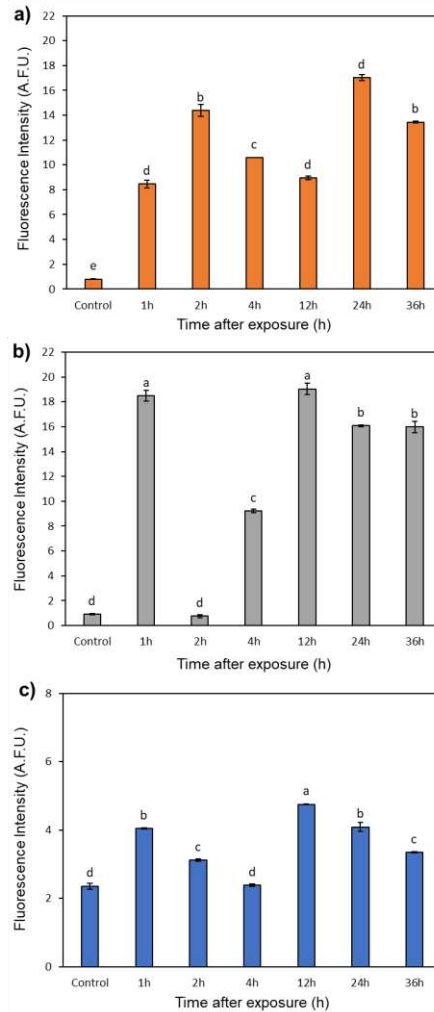 a)
Fluorescence Intensity (A.F.U.)
22
20
18
16
14
12
10
8
6
4
2
0
e
d
b
c
d
d
b
Control 1h 2h 4h 12h 24h 36h
Time after exposure (h)
b)
Fluorescence Intensity (A.F.U.)
22
20
18
16
14
12
10
8
6
4
2
0
d
a
d
c
a
b
b
Control 1h 2h 4h 12h 24h 36h
Time after exposure (h)
c)
Fluorescence Intensity (A.F.U.)
8
6
4
2
0
d
b
c
d
a
b
c
Control 1h 2h 4h 12h 24h 36h
Time after exposure (h)